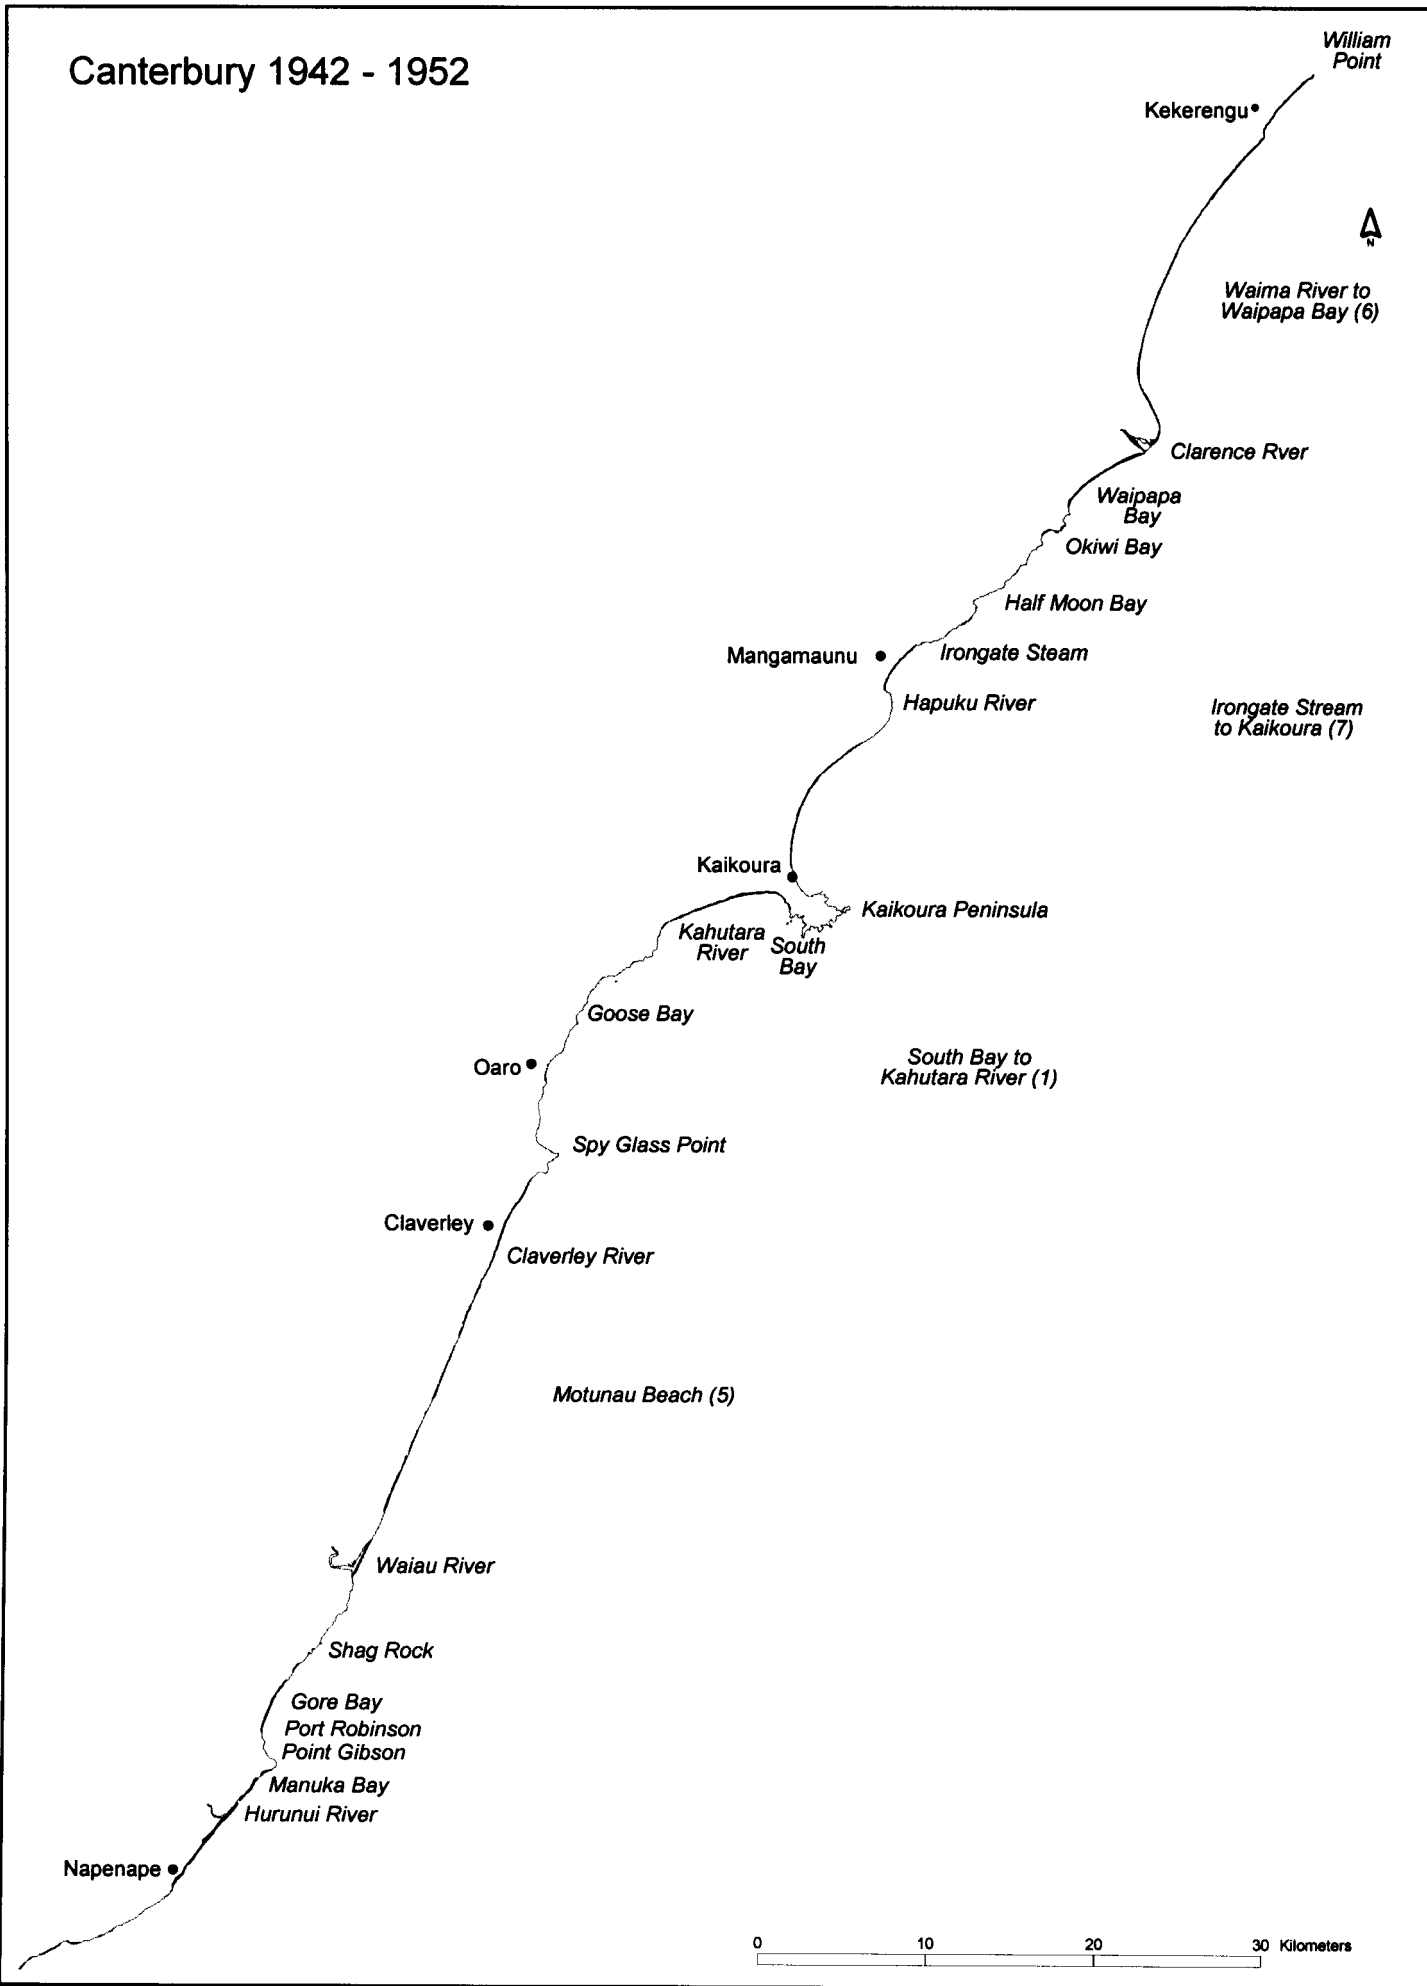 Canterbury 1942 - 1952
William
Point
Kekerengu
N
Waima River to
Waipapa Bay (6)
Clarence Rver
Waipapa
Bay
Okiwi Bay
Half Moon Bay
Mangamaunu
Irongate Steam
Hapuku River
Irongate Stream
to Kaikoura (7)
Kaikoura
Kaikoura Peninsula
Kahutara
River
South
Bay
Goose Bay
Oaro
South Bay to
Kahutara River (1)
Spy Glass Point
Claverley
Claverley River
Motunau Beach (5)
Waiau River
Shag Rock
Gore Bay
Port Robinson
Point Gibson
Manuka Bay
Hurunui River
Napenape
0 10 20 30 Kilometers